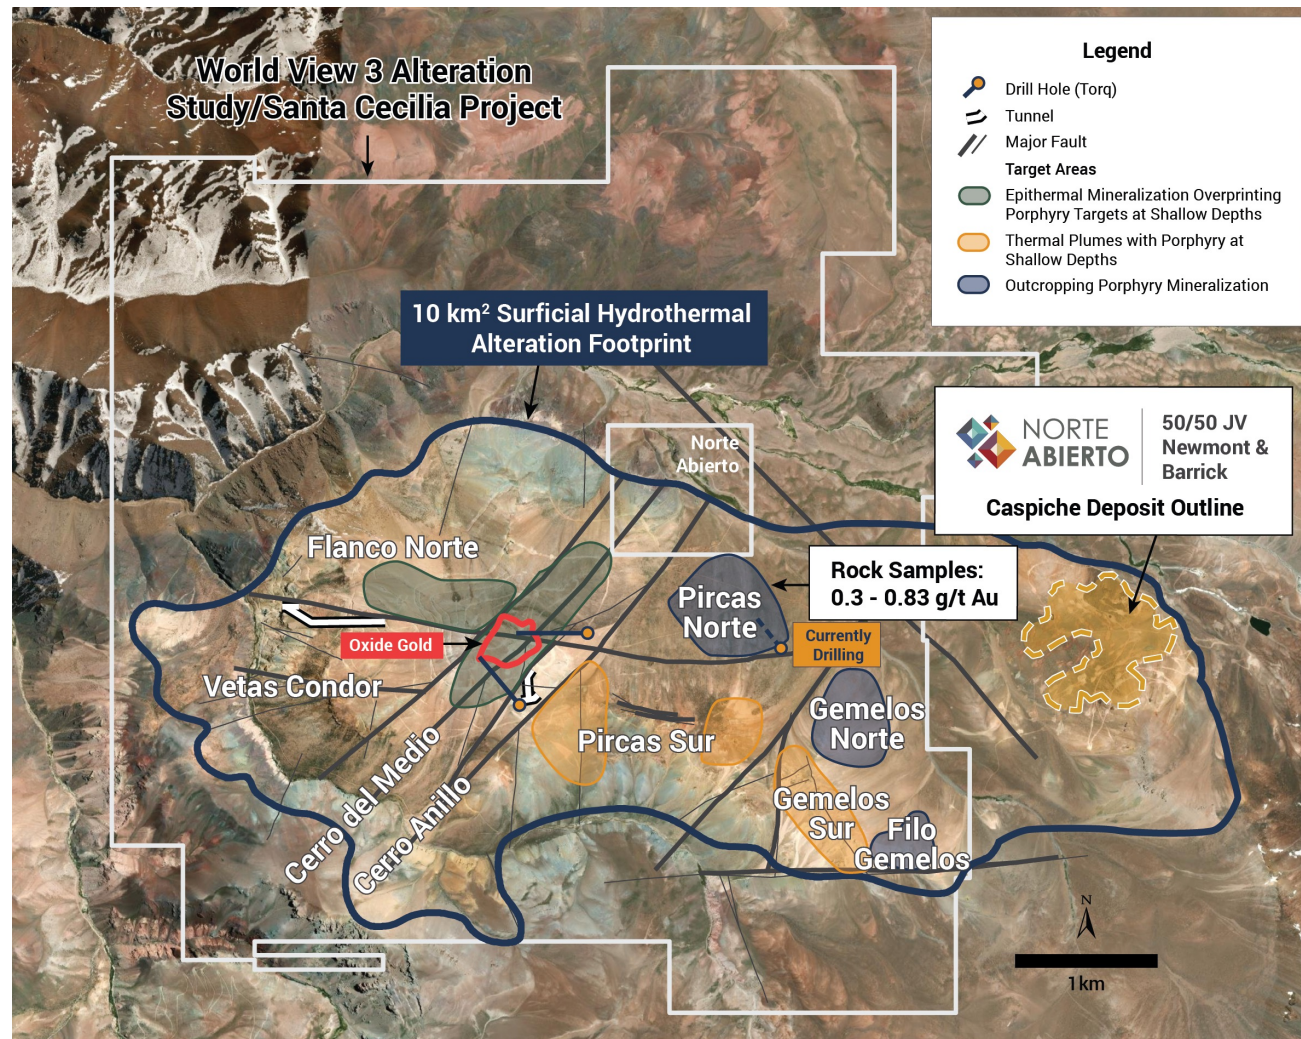 World View 3 Alteration
Study/Santa Cecilia Project
Legend
Drill Hole (Torq)
Tunnel
Major Fault
Target Areas
Epithermal Mineralization Overprinting
Porphyry Targets at Shallow Depths
Thermal Plumes with Porphyry at
Shallow Depths
Outcropping Porphyry Mineralization
10 km² Surficial Hydrothermal
Alteration Footprint
NORTE
ABIERTO
50/50 JV
Newmont &
Barrick
Caspiche Deposit Outline
Norte
Abierto
Flanco Norte
Rock Samples:
0.3 - 0.83 g/t Au
Pircas
Norte
Oxide Gold
Currently
Drilling
Vetas Condor
Gemelos
Norte
Pircas Sur
Cerro del Medio
Cerro Anillo
Gemelos
Sur
Filo
Gemelos
N
1km